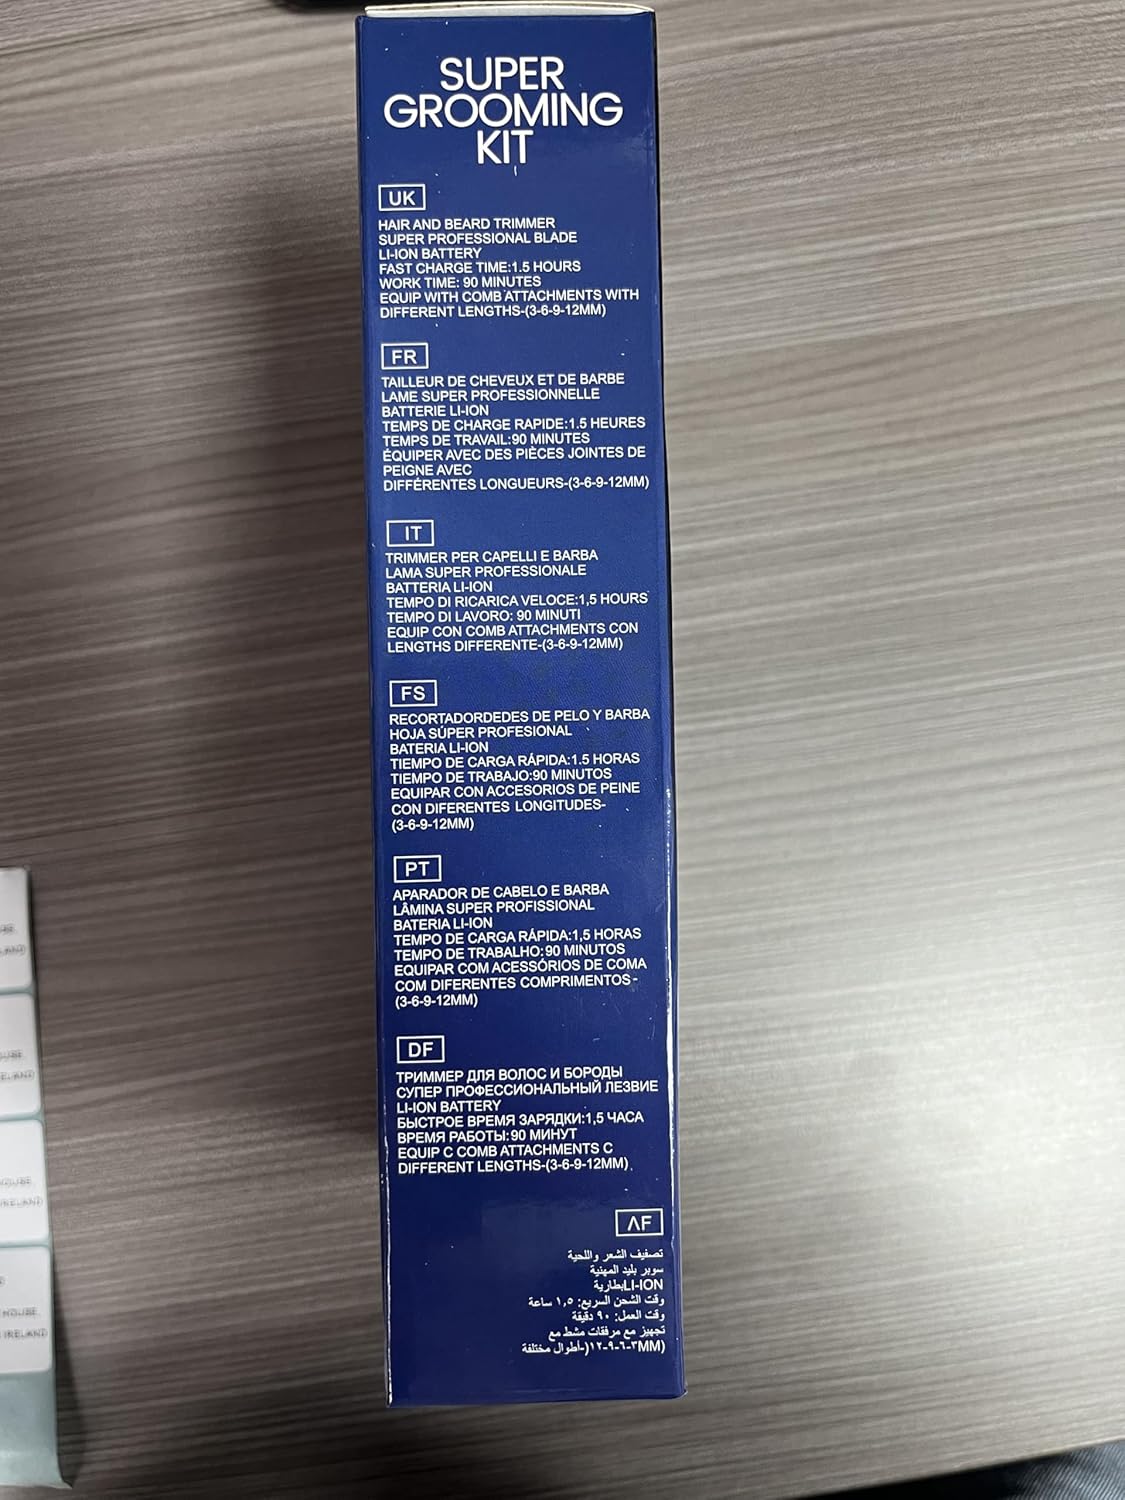 SUPER
GROOMING
KIT
UK
HAIR AND BEARD TRIMMER
SUPER PROFESSIONAL BLADE
LI-ION BATTERY
FAST CHARGE TIME:1.5 HOURS
WORK TIME: 90 MINUTES
EQUIP WITH COMB ATTACHMENTS WITH
DIFFERENT LENGTHS-(3-6-9-12MM)
FR
TAILLEUR DE CHEVEUX ET DE BARBE
LAME SUPER PROFESSIONNELLE
BATTERIE LI-ION
TEMPS DE CHARGE RAPIDE:1.5 HEURES
TEMPS DE TRAVAIL:90 MINUTES
ÉQUIPER AVEC DES PIÈCES JOINTES DE
PEIGNE AVEC
DIFFÉRENTES LONGUEURS-(3-6-9-12MM)
IT
TRIMMER PER CAPELLI E BARBA
LAMA SUPER PROFESSIONALE
BATTERIA LI-ION
TEMPO DI RICARICA VELOCE:1,5 HOURS
TEMPO DI LAVORO: 90 MINUTI
EQUIP CON COMB ATTACHMENTS CON
LENGTHS DIFFERENTE-(3-6-9-12MM)
FS
RECORTADORDEDES DE PELO Y BARBA
HOJA SÚPER PROFESIONAL
BATERIA LI-ION
TIEMPO DE CARGA RÁPIDA:1.5 HORAS
TIEMPO DE TRABAJO:90 MINUTOS
EQUIPAR CON ACCESORIOS DE PEINE
CON DIFERENTES LONGITUDES-
(3-6-9-12MM)
PT
APARADOR DE CABELO E BARBA
LÂMINA SUPER PROFISSIONAL
BATERIA LI-ION
TEMPO DE CARGA RÁPIDA:1,5 HORAS
TEMPO DE TRABALHO:90 MINUTOS
EQUIPAR COM ACESSÓRIOS DE COMA
COM DIFERENTES COMPRIMENTOS-
(3-6-9-12MM)
DF
ТРИММЕР ДЛЯ ВОЛОС И БОРОДЫ
СУПЕР ПРОФЕССИОНАЛЬНЫЙ ЛЕЗВИЕ
LI-ION BATTERY
БЫСТРОЕ ВРЕМЯ ЗАРЯДКИ:1,5 ЧАСА
ВРЕМЯ РАБОТЫ:90 МИНУТ
EQUIP С COMB ATTACHMENTS С
DIFFERENT LENGTHS-(3-6-9-12MM)
ΛF
تصفيف الشعر واللحية
سوبر بليد المهنية
LI-IONبطارية
وقت الشحن السريع: ١,٥ ساعة
وقت العمل: ٩٠ دقيقة
تجهيز مع مرفقات مشط مع
أطوال مختلفة-(٣-٦-٩-١٢MM)
HOUSE
IRELAND
HOUSE
IRELAND